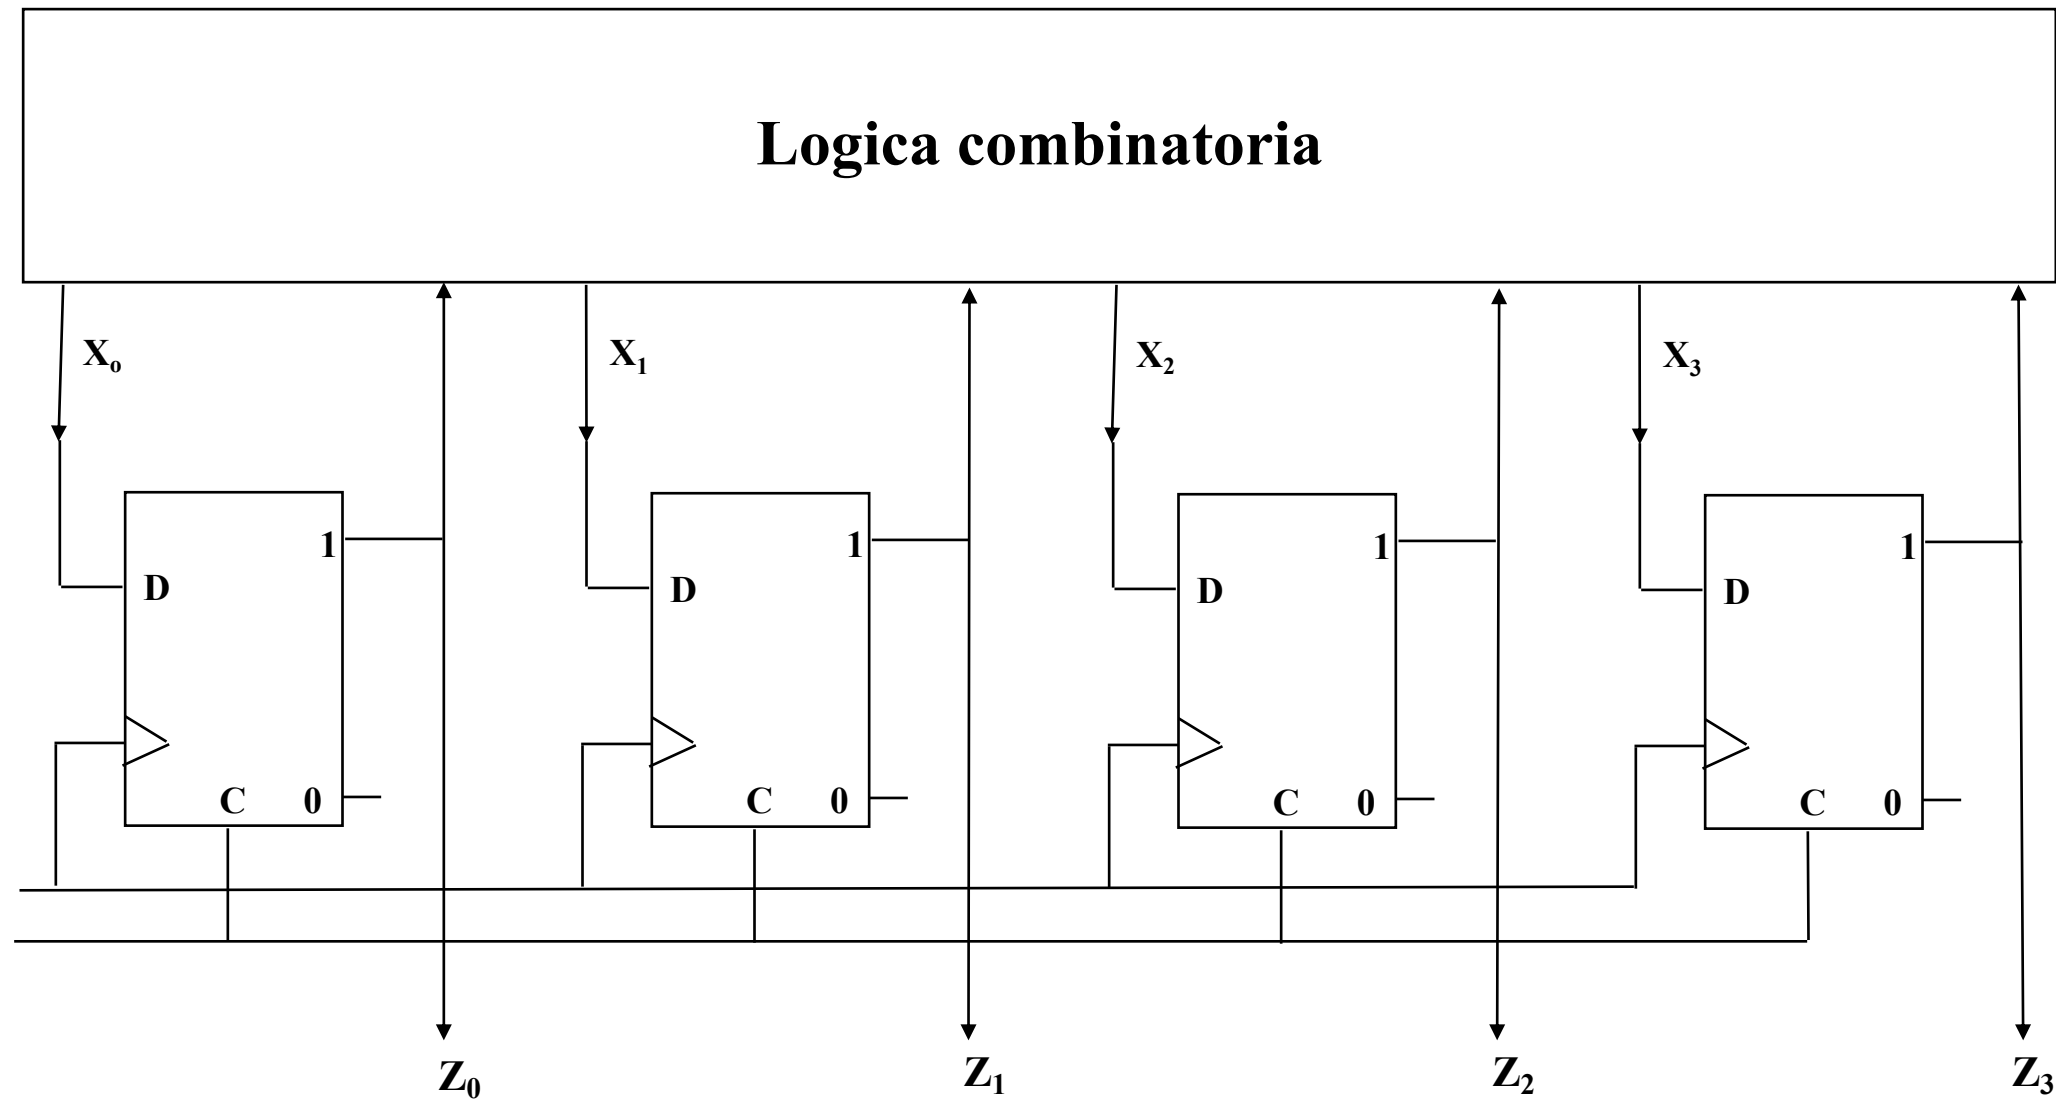 Logica combinatoria
Xo X1 X2 X3
1 1 1 1
D D D D
C 0 C 0 C 0 C 0
Z0 Z1 Z2 Z3